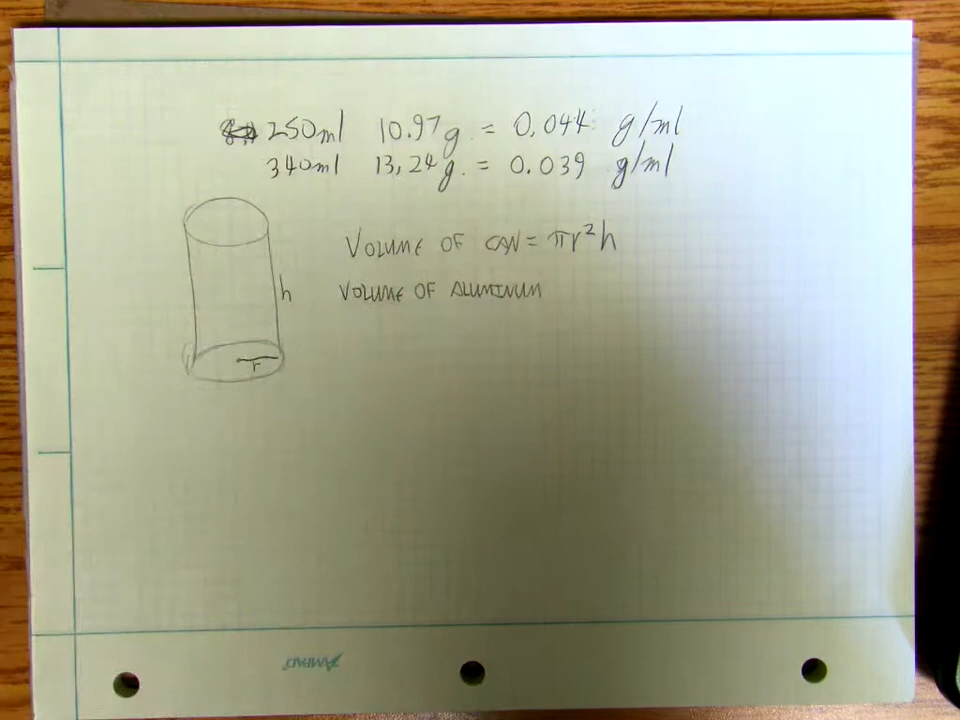 250ml 10.97g. = 0.044 g/ml
340ml 13,24g. = 0.039 g/ml
VOLUME OF CAN = πr²h
h
VOLUME OF ALUMINUM
r
AMPAD